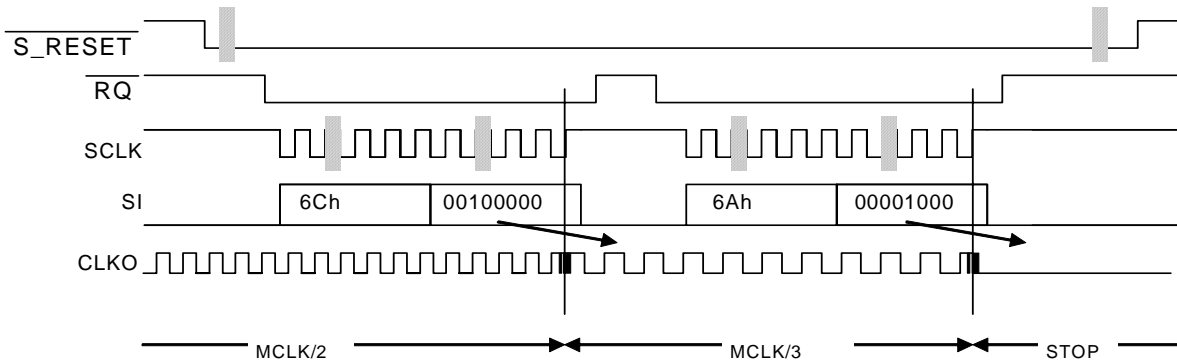 S_RESET
RQ
SCLK
SI
6Ch
00100000
6Ah
00001000
CLKO
MCLK/2
MCLK/3
STOP